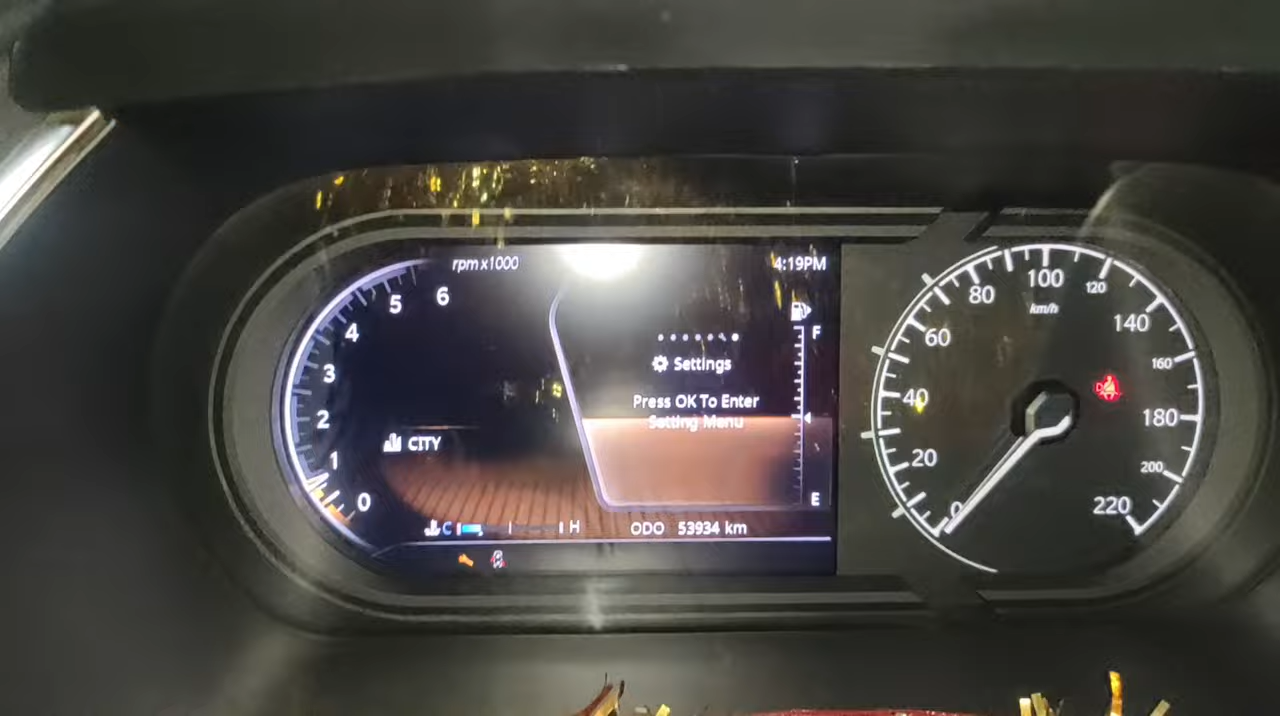 rpm x1000
4:19PM
6
5
4
3
2
1
0
F
Settings
Press OK To Enter
Setting Menu
CITY
E
C
H
ODO 53934 km
0
20
40
60
80
100
km/h
120
140
160
180
200
220